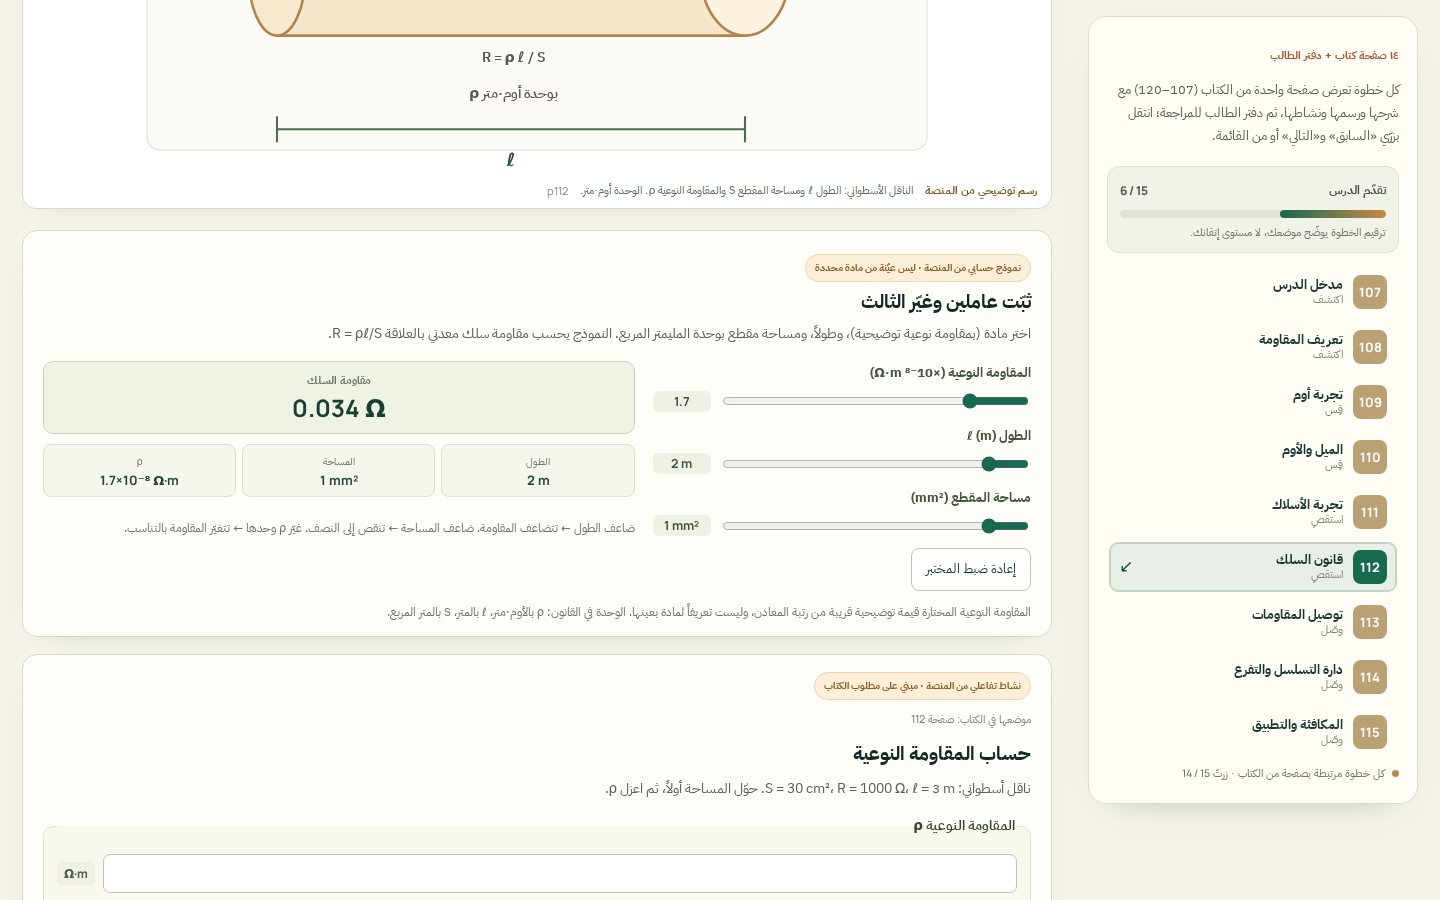 ١٤ صفحة كتاب + دفتر الطالب
كل خطوة تعرض صفحة واحدة من الكتاب (107–120) مع
شرحها ورسمها ونشاطها، ثم دفتر الطالب للمراجعة؛ انتقل
بزرّي «السابق» و«التالي» أو من القائمة.
تقدّم الدرس
6 / 15
ترقيم الخطوة يوضّح موضعك، لا مستوى إتقانك.
107 مدخل الدرس
اكتشف
108 تعريف المقاومة
اكتشف
109 تجربة أوم
قِس
110 الميل والأوم
قِس
111 تجربة الأسلاك
استقصِ
112 قانون السلك ↙
استقصِ
113 توصيل المقاومات
وصّل
114 دارة التسلسل والتفرع
وصّل
115 المكافئة والتطبيق
وصّل
كل خطوة مرتبطة بصفحة من الكتاب · زرتَ 15 / 14
R = ρ ℓ / S
ρ بوحدة أوم·متر
ℓ
رسم توضيحي من المنصة الناقل الأسطواني: الطول ℓ ومساحة المقطع S والمقاومة النوعية ρ. الوحدة أوم·متر. p112
نموذج حسابي من المنصة · ليس عيّنة من مادة محددة
ثبّت عاملين وغيّر الثالث
اختر مادة (بمقاومة نوعية توضيحية)، وطولاً، ومساحة مقطع بوحدة المليمتر المربع. النموذج يحسب مقاومة سلك معدني بالعلاقة R = ρℓ/S.
المقاومة النوعية (×10⁻⁸ Ω·m)
1.7
الطول ℓ (m)
2 m
مساحة المقطع (mm²)
1 mm²
إعادة ضبط المختبر
مقاومة السلك
0.034 Ω
الطول
2 m
المساحة
1 mm²
ρ
1.7×10⁻⁸ Ω·m
ضاعف الطول ← تتضاعف المقاومة. ضاعف المساحة ← تنقص إلى النصف. غيّر ρ وحدها ← تتغيّر المقاومة بالتناسب.
المقاومة النوعية المختارة قيمة توضيحية قريبة من رتبة المعادن، وليست تعريفاً لمادة بعينها. الوحدة في القانون: ρ بالأوم·متر، ℓ بالمتر، S بالمتر المربع.
نشاط تفاعلي من المنصة · مبني على مطلوب الكتاب
موضعها في الكتاب: صفحة 112
حساب المقاومة النوعية
ناقل أسطواني: S = 30 cm²، R = 1000 Ω، ℓ = 3 m. حوّل المساحة أولاً، ثم اعزل ρ.
المقاومة النوعية ρ
Ω·m